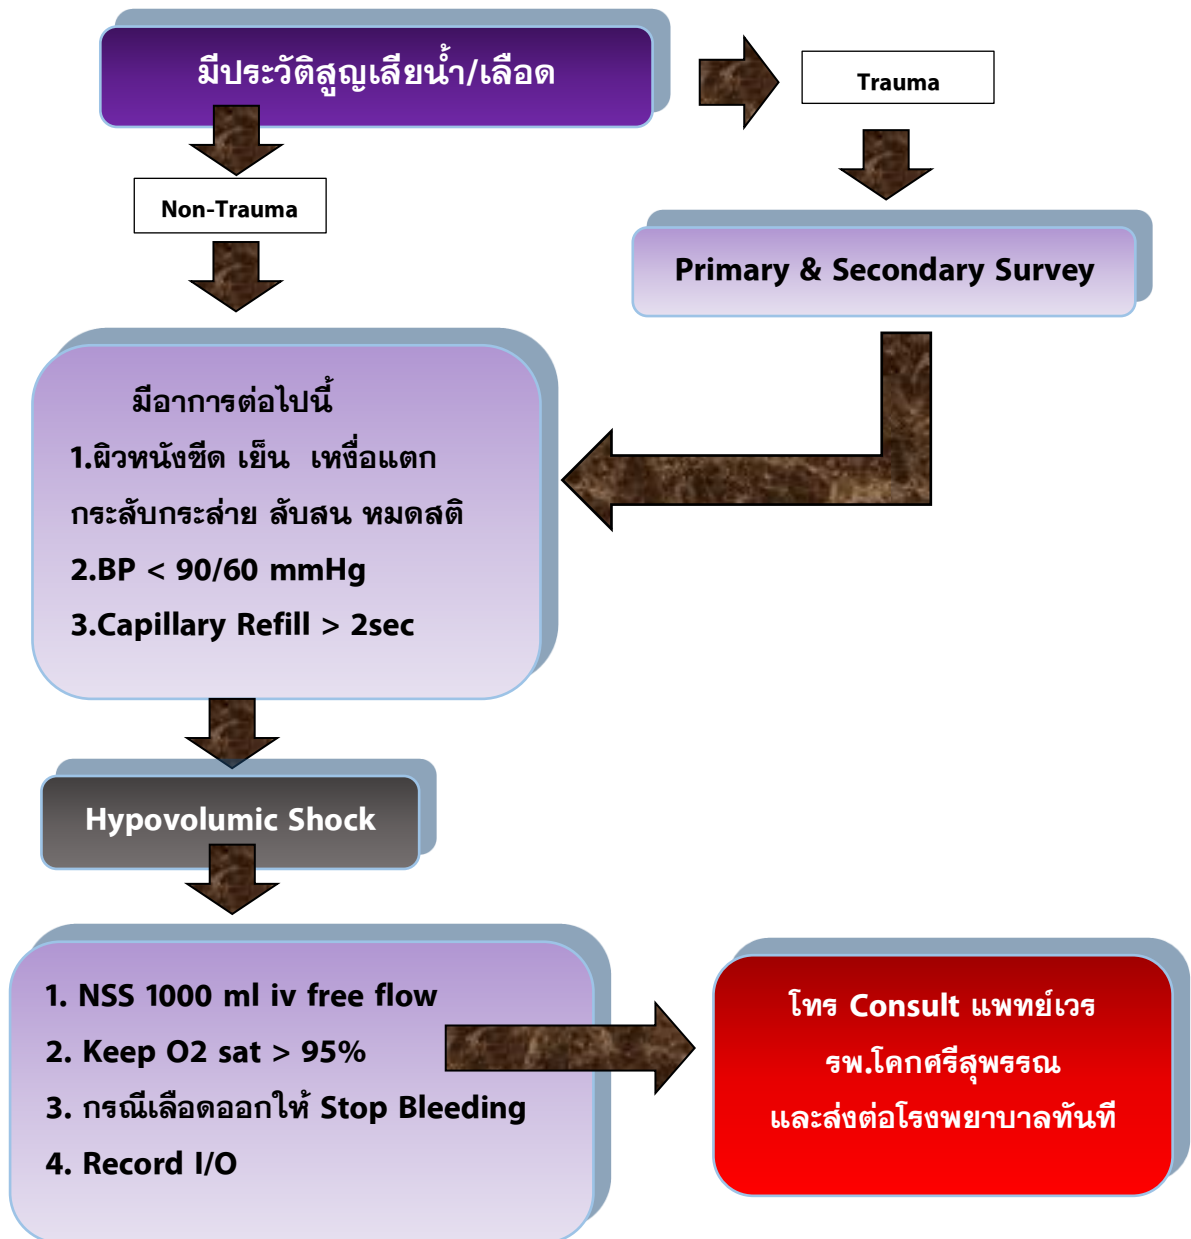 มีประวัติสูญเสียน้ำ/เลือด
Trauma
Non-Trauma
Primary & Secondary Survey
มีอาการต่อไปนี้
1.ผิวหนังซีด เย็น เหงื่อแตก
กระสับกระส่าย สับสน หมดสติ
2.BP < 90/60 mmHg
3.Capillary Refill > 2sec
Hypovolumic Shock
1. NSS 1000 ml iv free flow
2. Keep O2 sat > 95%
3. กรณีเลือดออกให้ Stop Bleeding
4. Record I/O
โทร Consult แพทย์เวร
รพ.โคกศรีสุพรรณ
และส่งต่อโรงพยาบาลทันที